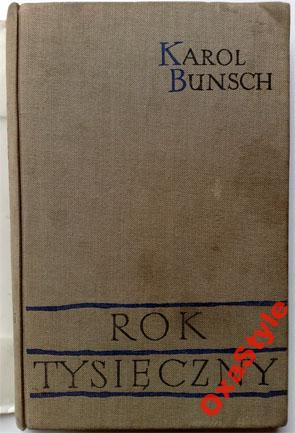 KAROL
BUNSCH
ROK
TYSIĘCZNY
OxaStyle